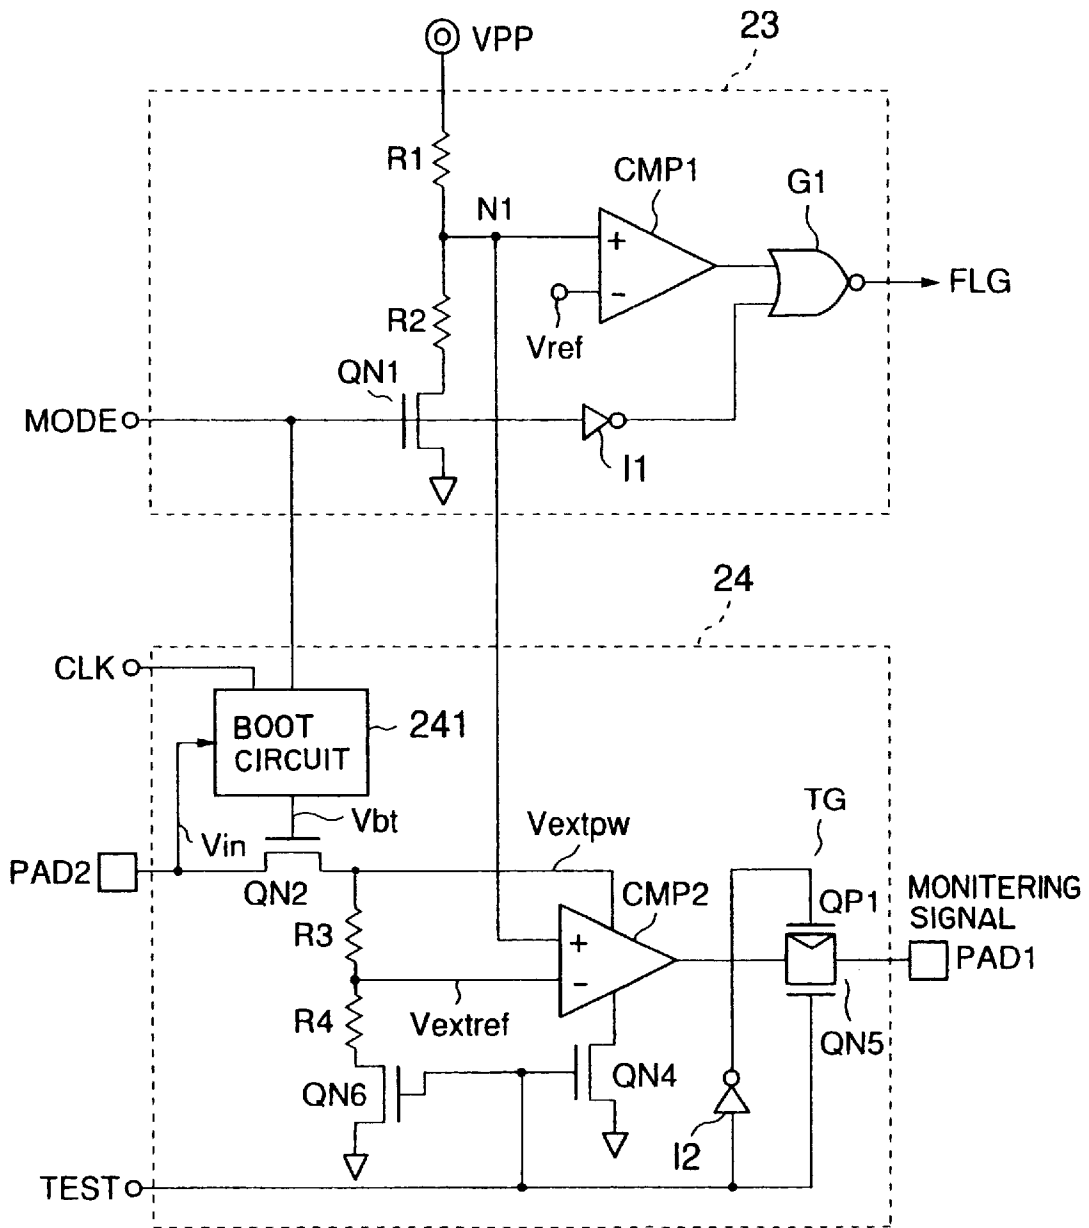 23
VPP
R1
CMP1
G1
N1
+
-
FLG
R2
Vref
QN1
MODE
I1
24
CLK
BOOT
CIRCUIT
241
Vbt
Vin
Vextpw
TG
PAD2
QN2
CMP2
QP1
MONITERING
SIGNAL
R3
+
-
PAD1
R4
Vextref
QN5
QN6
QN4
I2
TEST